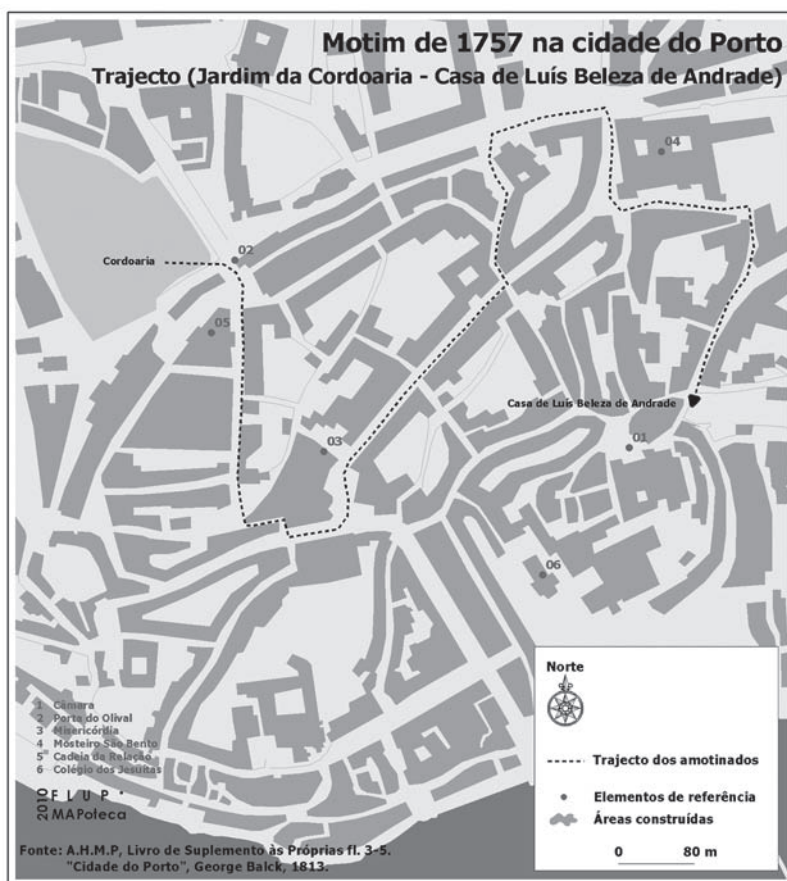 Motim de 1757 na cidade do Porto
Trajecto (Jardim da Cordoaria - Casa de Luís Beleza de Andrade)
04
02
Cordoaria
05
Casa de Luís Beleza de Andrade
03
01
06
Norte
1 Câmara
2 Porta do Olival
3 Misericórdia
4 Mosteiro São Bento
5 Cadeia da Relação
6 Colégio dos Jesuítas
2010 FLUP
MAPoteca
Trajecto dos amotinados
Elementos de referência
Áreas construídas
0 80 m
Fonte: A.H.M.P, Livro de Suplemento às Próprias fl. 3-5.
"Cidade do Porto", George Balck, 1813.